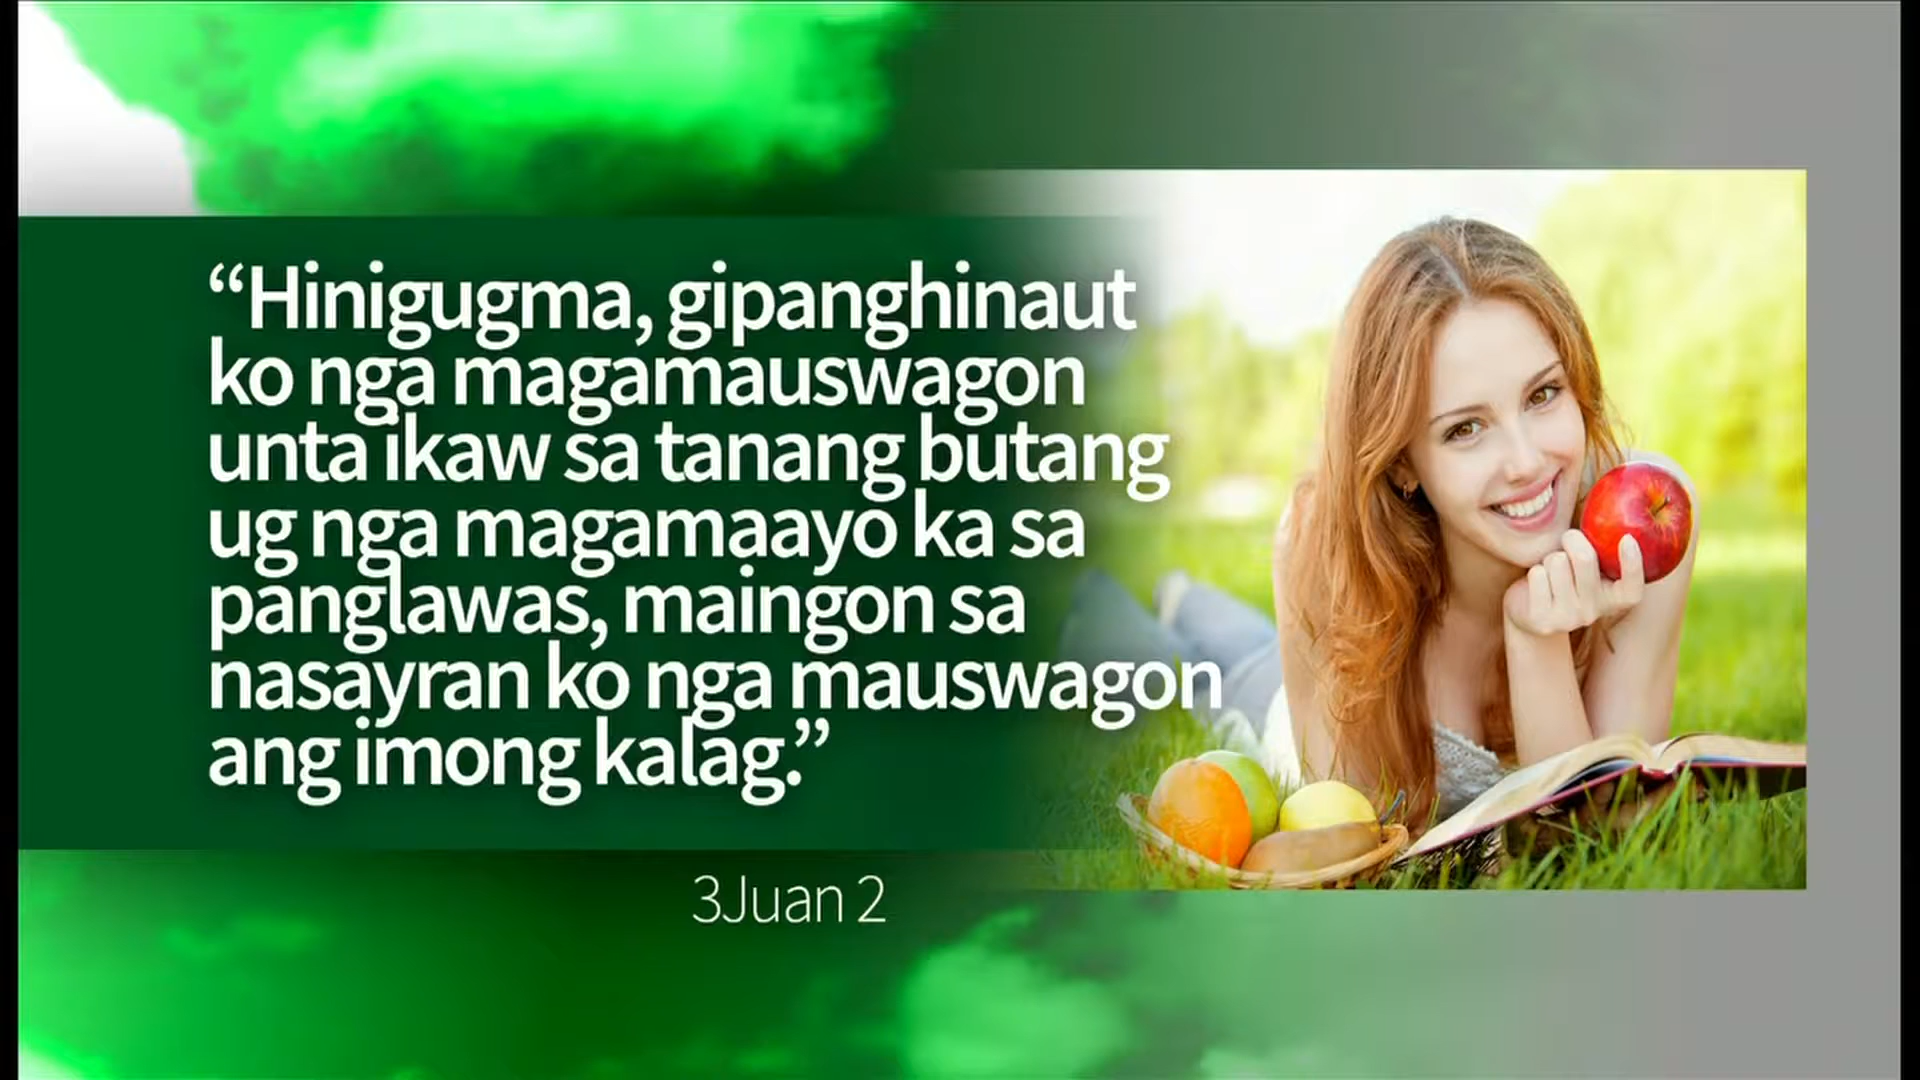 “Hinigugma, gipanghinaut
ko nga magamauswagon
unta ikaw sa tanang butang
ug nga magamaayo ka sa
panglawas, maingon sa
nasayran ko nga mauswagon
ang imong kalag.”
3Juan 2